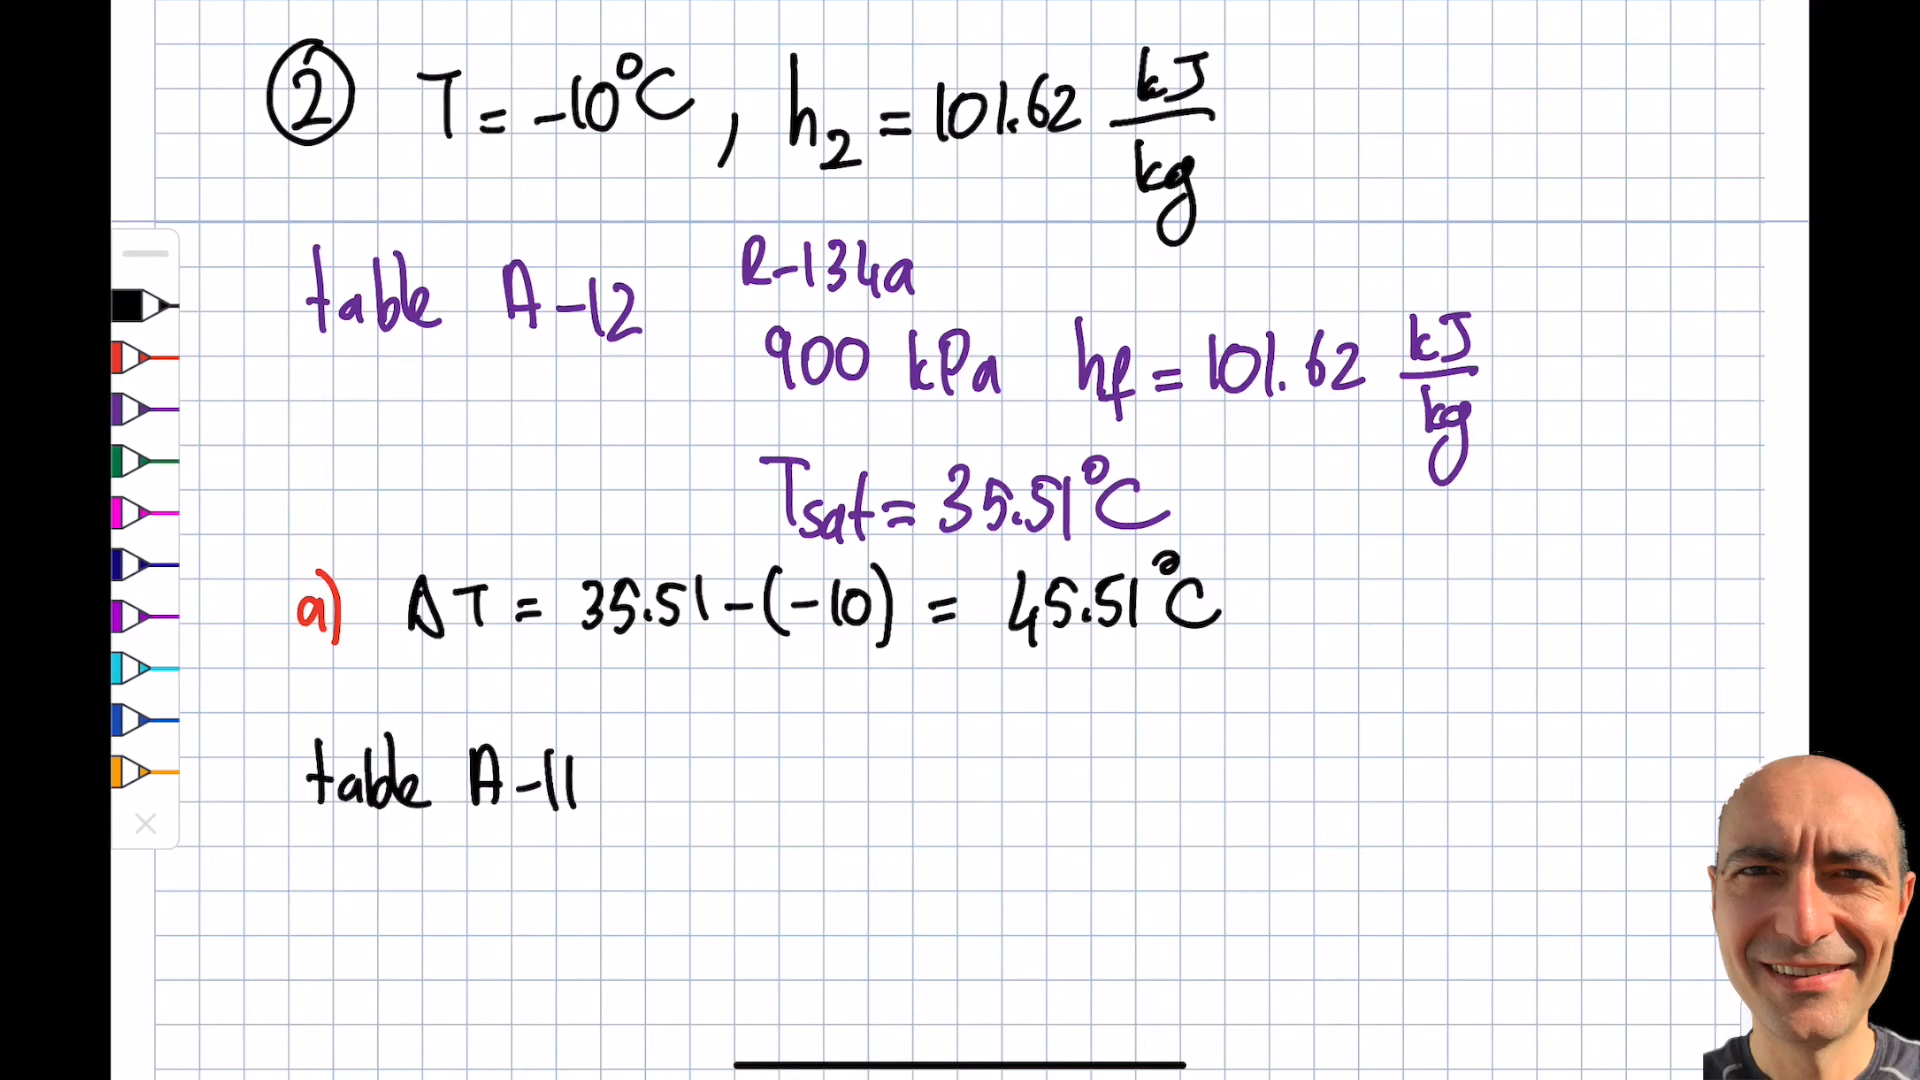 ② T = -10°C, h₂ = 101.62 kJ/kg
table A-12 R-134a
900 kPa hf = 101.62 kJ/kg
Tsat = 35.51°C
a) ΔT = 35.51 - (-10) = 45.51°C
table A-11